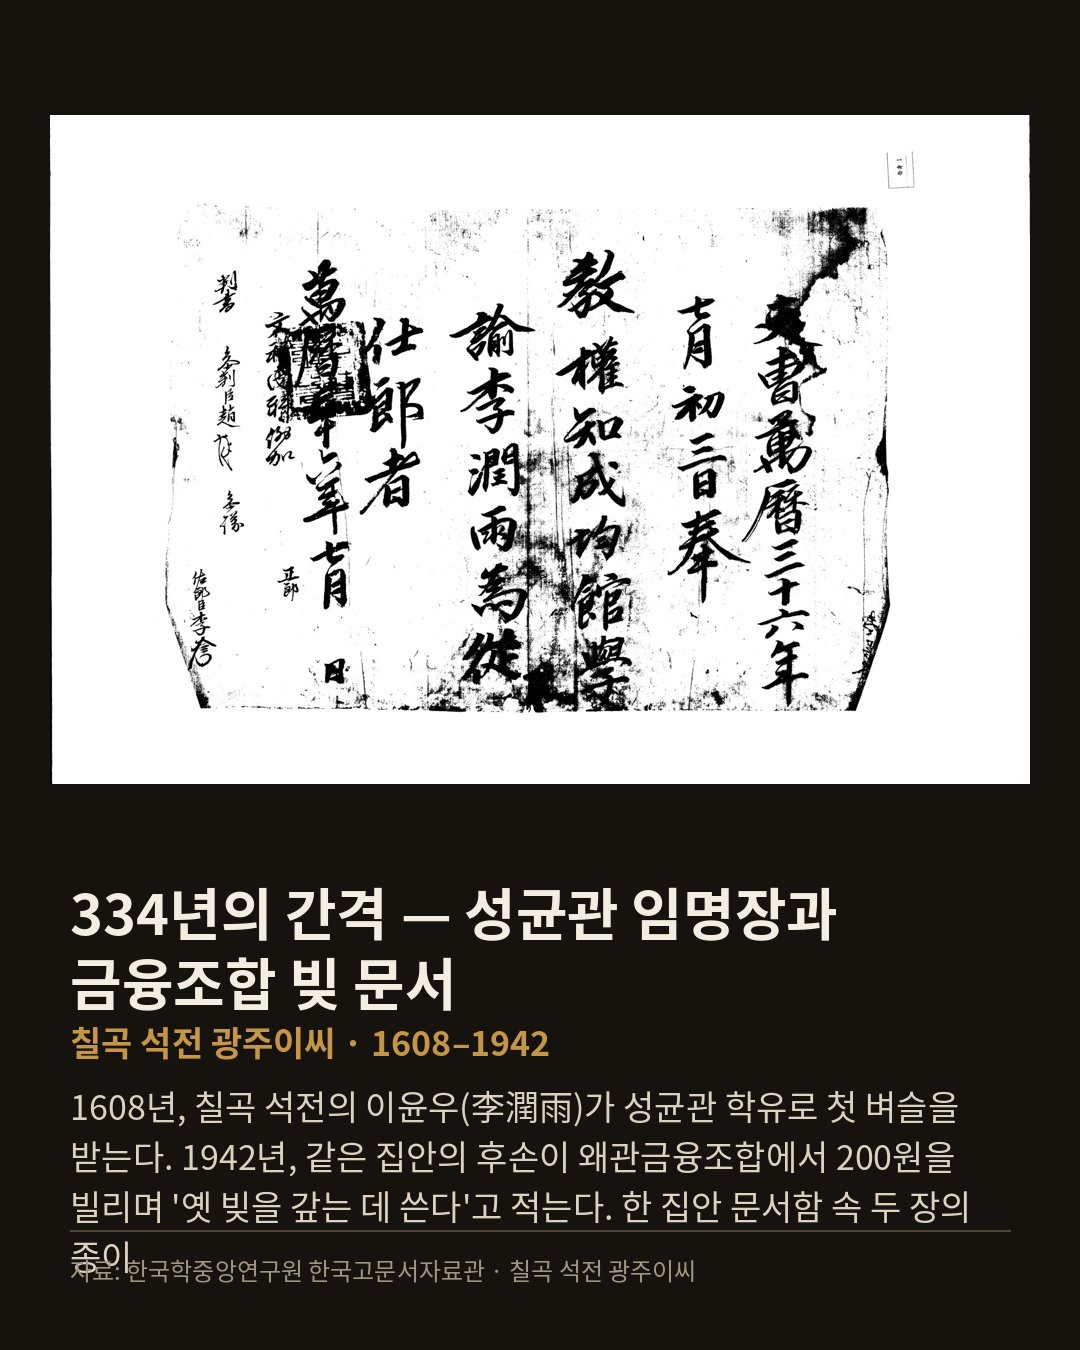 吏曹萬曆三十六年
七月初三日奉
教權知成均館學
諭李潤雨爲從
仕郎者
萬曆三十六年七月 日
正郎
判書 參判臣趙 參議
佐郎臣李
334년의 간격 — 성균관 임명장과
금융조합 빚 문서
칠곡 석전 광주이씨 · 1608–1942
1608년, 칠곡 석전의 이윤우(李潤雨)가 성균관 학유로 첫 벼슬을
받는다. 1942년, 같은 집안의 후손이 왜관금융조합에서 200원을
빌리며 '옛 빚을 갚는 데 쓴다'고 적는다. 한 집안 문서함 속 두 장의
종이
자료: 한국학중앙연구원 한국고문서자료관 · 칠곡 석전 광주이씨